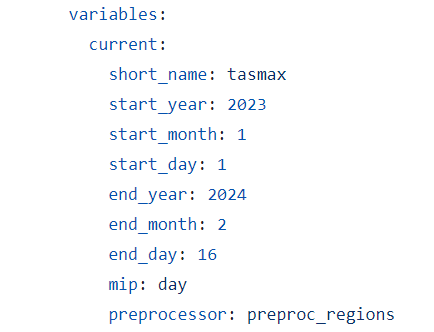 variables:
current:
short_name: tasmax
start_year: 2023
start_month: 1
start_day: 1
end_year: 2024
end_month: 2
end_day: 16
mip: day
preprocessor: preproc_regions